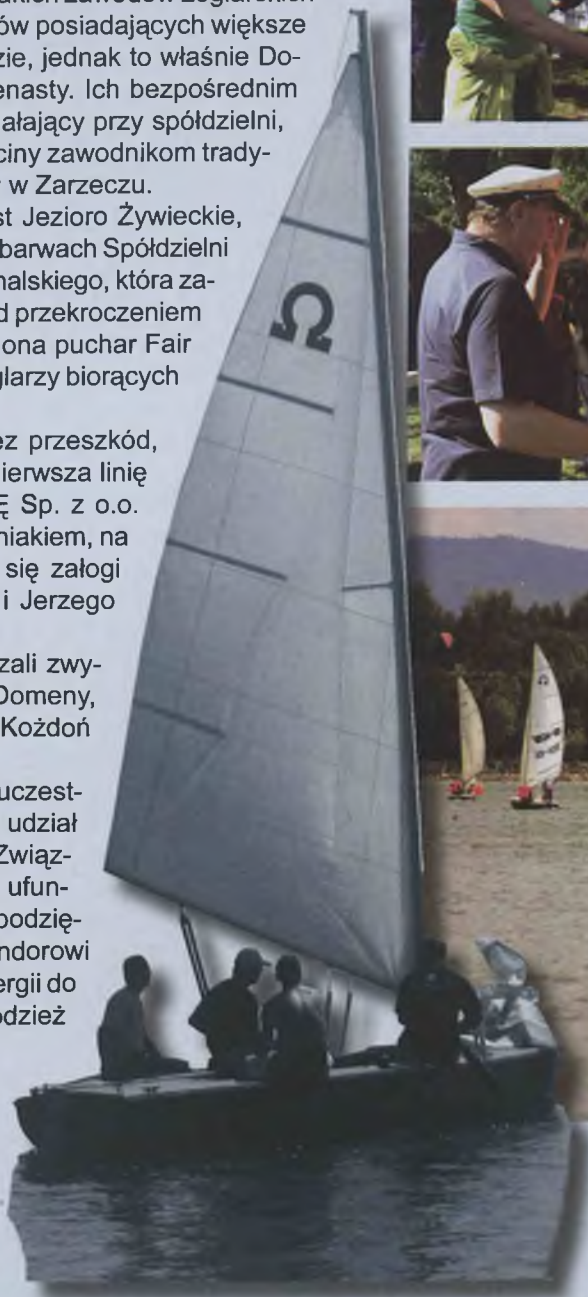 akich zawodów żeglarskich
ów posiadających większe
zie, jednak to właśnie Do-
enasty. Ich bezpośrednim
ałający przy spółdzielni,
ciny zawodnikom trady-
w Zarzeczu.
st Jezioro Żywieckie,
barwach Spółdzielni
nalskiego, która za-
d przekroczeniem
ona puchar Fair
glarzy biorących
ez przeszkód,
ierwsza linię
Ę Sp. z o.o.
niakiem, na
się załogi
i Jerzego
zali zwy-
Domeny,
Kożdoń
uczest-
udział
Związ-
ufun-
podzię-
ndorowi
ergii do
odzież
Ω
Ω